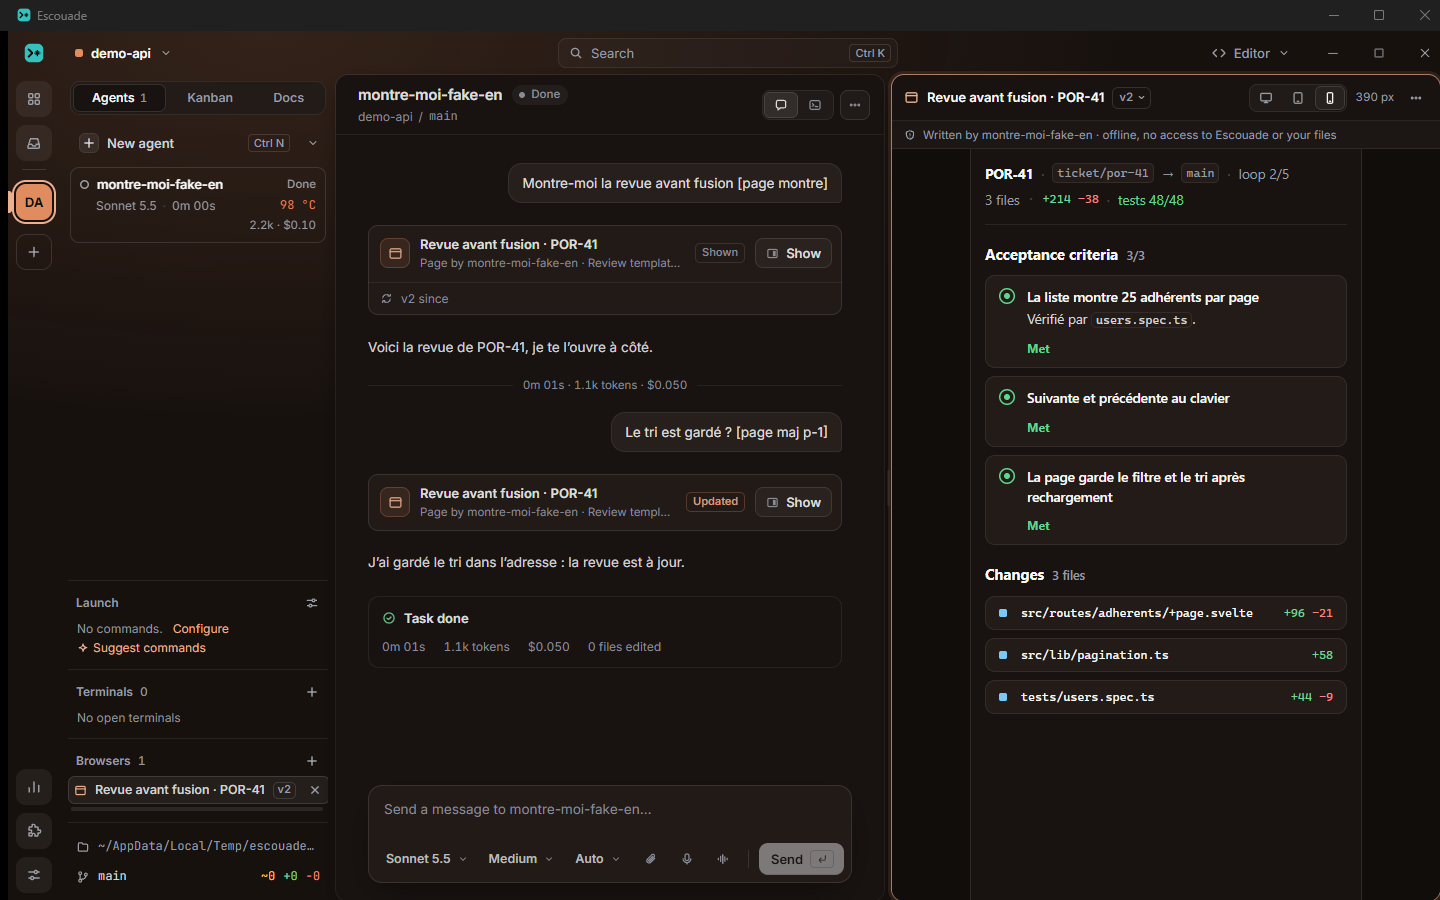 Escouade
demo-api
Search
Ctrl K
Editor
Agents 1
Kanban
Docs
New agent
Ctrl N
DA
montre-moi-fake-en
Done
Sonnet 5.5 · 0m 00s
98 °C
2.2k · $0.10
Launch
No commands. Configure
Suggest commands
Terminals 0
No open terminals
Browsers 1
Revue avant fusion · POR-41 v2
~/AppData/Local/Temp/escouade…
main
~0 +0 -0
montre-moi-fake-en
Done
demo-api / main
Montre-moi la revue avant fusion [page montre]
Revue avant fusion · POR-41
Page by montre-moi-fake-en · Review templat…
Shown
Show
v2 since
Voici la revue de POR-41, je te l’ouvre à côté.
0m 01s · 1.1k tokens · $0.050
Le tri est gardé ? [page maj p-1]
Revue avant fusion · POR-41
Page by montre-moi-fake-en · Review templ…
Updated
Show
J’ai gardé le tri dans l’adresse : la revue est à jour.
Task done
0m 01s 1.1k tokens $0.050 0 files edited
Send a message to montre-moi-fake-en…
Sonnet 5.5
Medium
Auto
Send
Revue avant fusion · POR-41 v2
390 px
Written by montre-moi-fake-en · offline, no access to Escouade or your files
POR-41 · ticket/por-41 → main · loop 2/5
3 files · +214 −38 · tests 48/48
Acceptance criteria 3/3
La liste montre 25 adhérents par page
Vérifié par users.spec.ts.
Met
Suivante et précédente au clavier
Met
La page garde le filtre et le tri après
rechargement
Met
Changes 3 files
src/routes/adherents/+page.svelte +96 −21
src/lib/pagination.ts +58
tests/users.spec.ts +44 −9